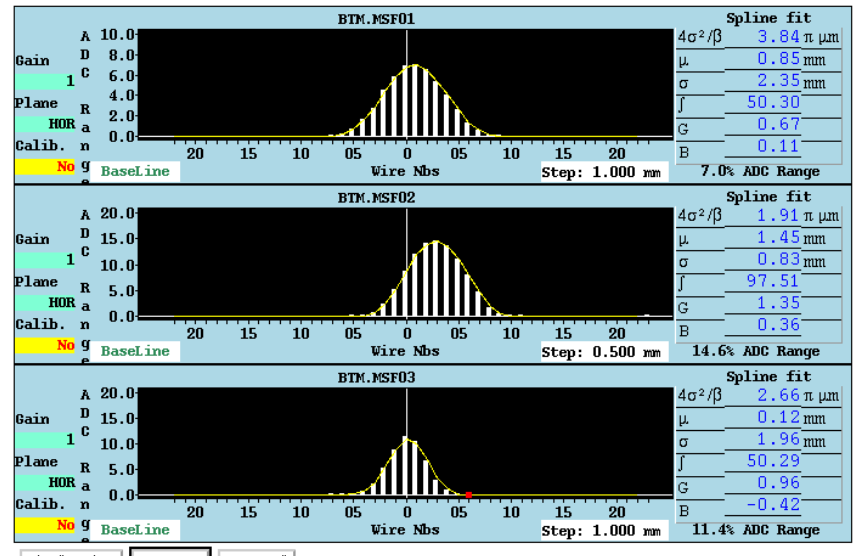 BTM.MSF01
Spline fit
Gain
1
Plane
HOR
Calib.
No
A
D
C
R
a
n
g
e
10.0
8.0
6.0
4.0
2.0
0.0
20 15 10 05 0 05 10 15 20
BaseLine
Wire Nbs
Step: 1.000 mm
4σ²/β 3.84 π µm
µ 0.85 mm
σ 2.35 mm
∫ 50.30
G 0.67
B 0.11
7.0% ADC Range
BTM.MSF02
Spline fit
Gain
1
Plane
HOR
Calib.
No
A
D
C
R
a
n
g
e
20.0
15.0
10.0
5.0
0.0
20 15 10 05 0 05 10 15 20
BaseLine
Wire Nbs
Step: 0.500 mm
4σ²/β 1.91 π µm
µ 1.45 mm
σ 0.83 mm
∫ 97.51
G 1.35
B 0.36
14.6% ADC Range
BTM.MSF03
Spline fit
Gain
1
Plane
HOR
Calib.
No
A
D
C
R
a
n
g
e
20.0
15.0
10.0
5.0
0.0
20 15 10 05 0 05 10 15 20
BaseLine
Wire Nbs
Step: 1.000 mm
4σ²/β 2.66 π µm
µ 0.12 mm
σ 1.96 mm
∫ 50.29
G 0.96
B -0.42
11.4% ADC Range